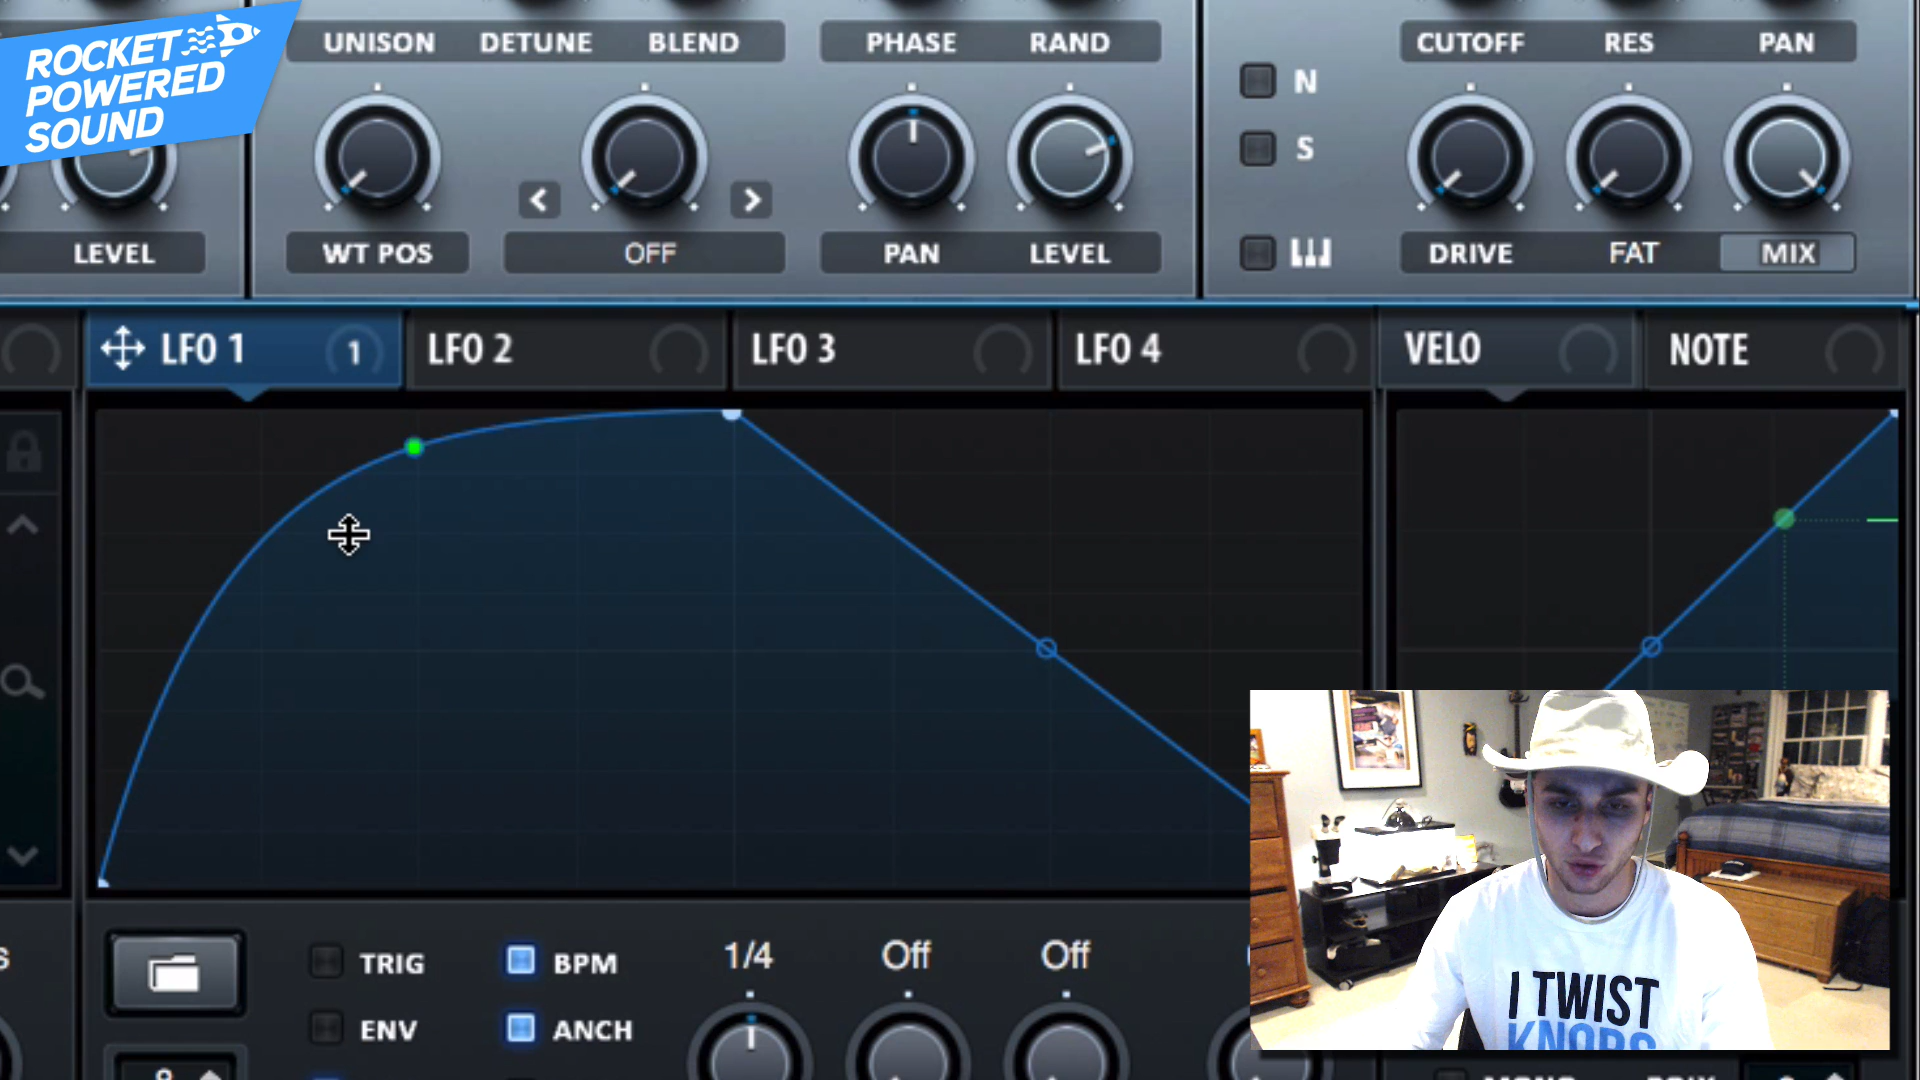 ROCKET
POWERED
SOUND
UNISON DETUNE BLEND PHASE RAND CUTOFF RES PAN
N
S
LEVEL WT POS OFF PAN LEVEL DRIVE FAT MIX
LFO 1 1 LFO 2 LFO 3 LFO 4 VELO NOTE
TRIG BPM 1/4 Off Off
ENV ANCH
I TWIST
KNOBS